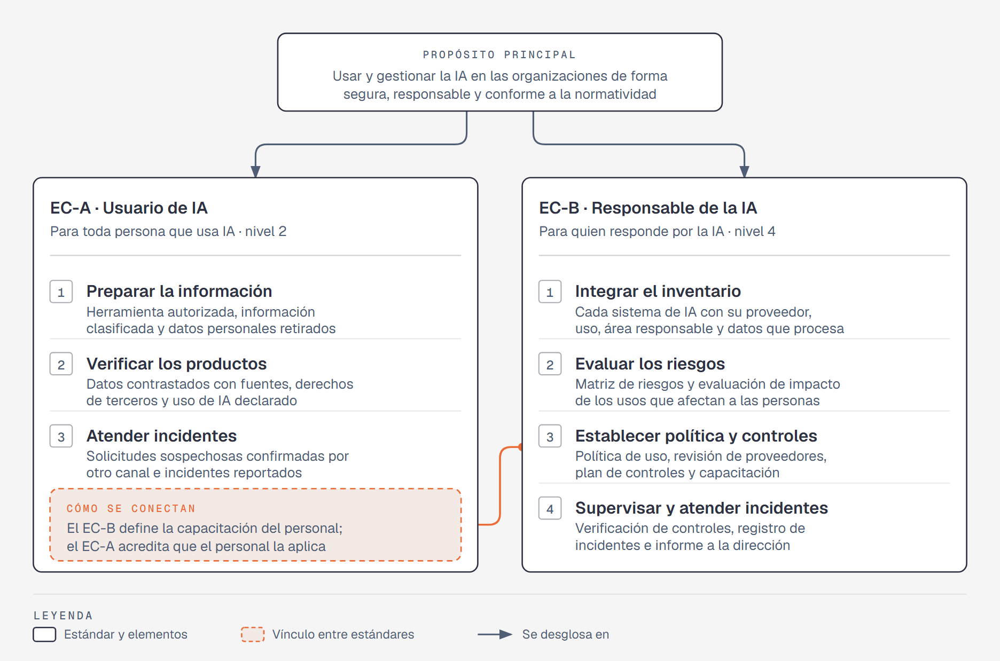 PROPÓSITO PRINCIPAL
Usar y gestionar la IA en las organizaciones de forma
segura, responsable y conforme a la normatividad
EC-A · Usuario de IA
Para toda persona que usa IA · nivel 2
1
Preparar la información
Herramienta autorizada, información
clasificada y datos personales retirados
2
Verificar los productos
Datos contrastados con fuentes, derechos
de terceros y uso de IA declarado
3
Atender incidentes
Solicitudes sospechosas confirmadas por
otro canal e incidentes reportados
CÓMO SE CONECTAN
El EC-B define la capacitación del personal;
el EC-A acredita que el personal la aplica
EC-B · Responsable de la IA
Para quien responde por la IA · nivel 4
1
Integrar el inventario
Cada sistema de IA con su proveedor,
uso, área responsable y datos que procesa
2
Evaluar los riesgos
Matriz de riesgos y evaluación de impacto
de los usos que afectan a las personas
3
Establecer política y controles
Política de uso, revisión de proveedores,
plan de controles y capacitación
4
Supervisar y atender incidentes
Verificación de controles, registro de
incidentes e informe a la dirección
LEYENDA
Estándar y elementos
Vínculo entre estándares
Se desglosa en